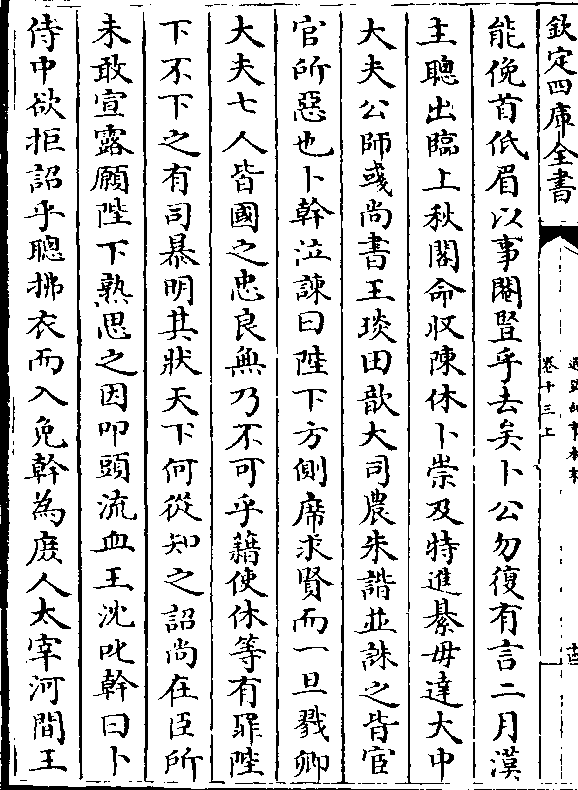 欽定四庫全書
卷十三上
能俛首低眉以事閹豎乎去矣卜公勿復有言二月漢
主聰出臨上秋閣命收陳休卜崇及特進綦毋達大中
大夫公師彧尚書王琰田歆大司農朱諧並誅之皆宦
官所惡也卜幹泣諫曰陛下方側席求賢而一旦戮卿
大夫七人皆國之忠良無乃不可乎藉使休等有罪陛
下不下之有司暴明其狀天下何從知之詔尚在臣所
未敢宣露願陛下熟思之因叩頭流血王沈叱幹曰卜
侍中欲拒詔乎聰拂衣而入免幹為庶人太宰河間王